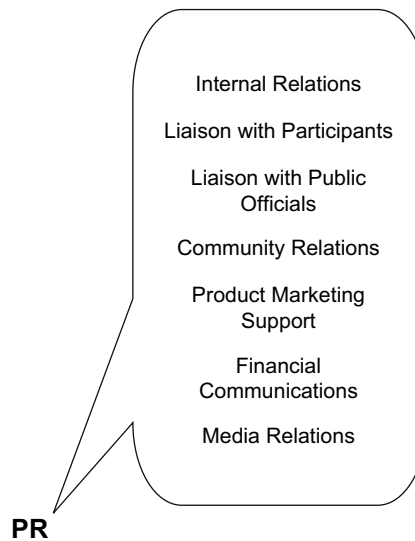 Internal Relations
Liaison with Participants
Liaison with Public
Officials
Community Relations
Product Marketing
Support
Financial
Communications
Media Relations
PR